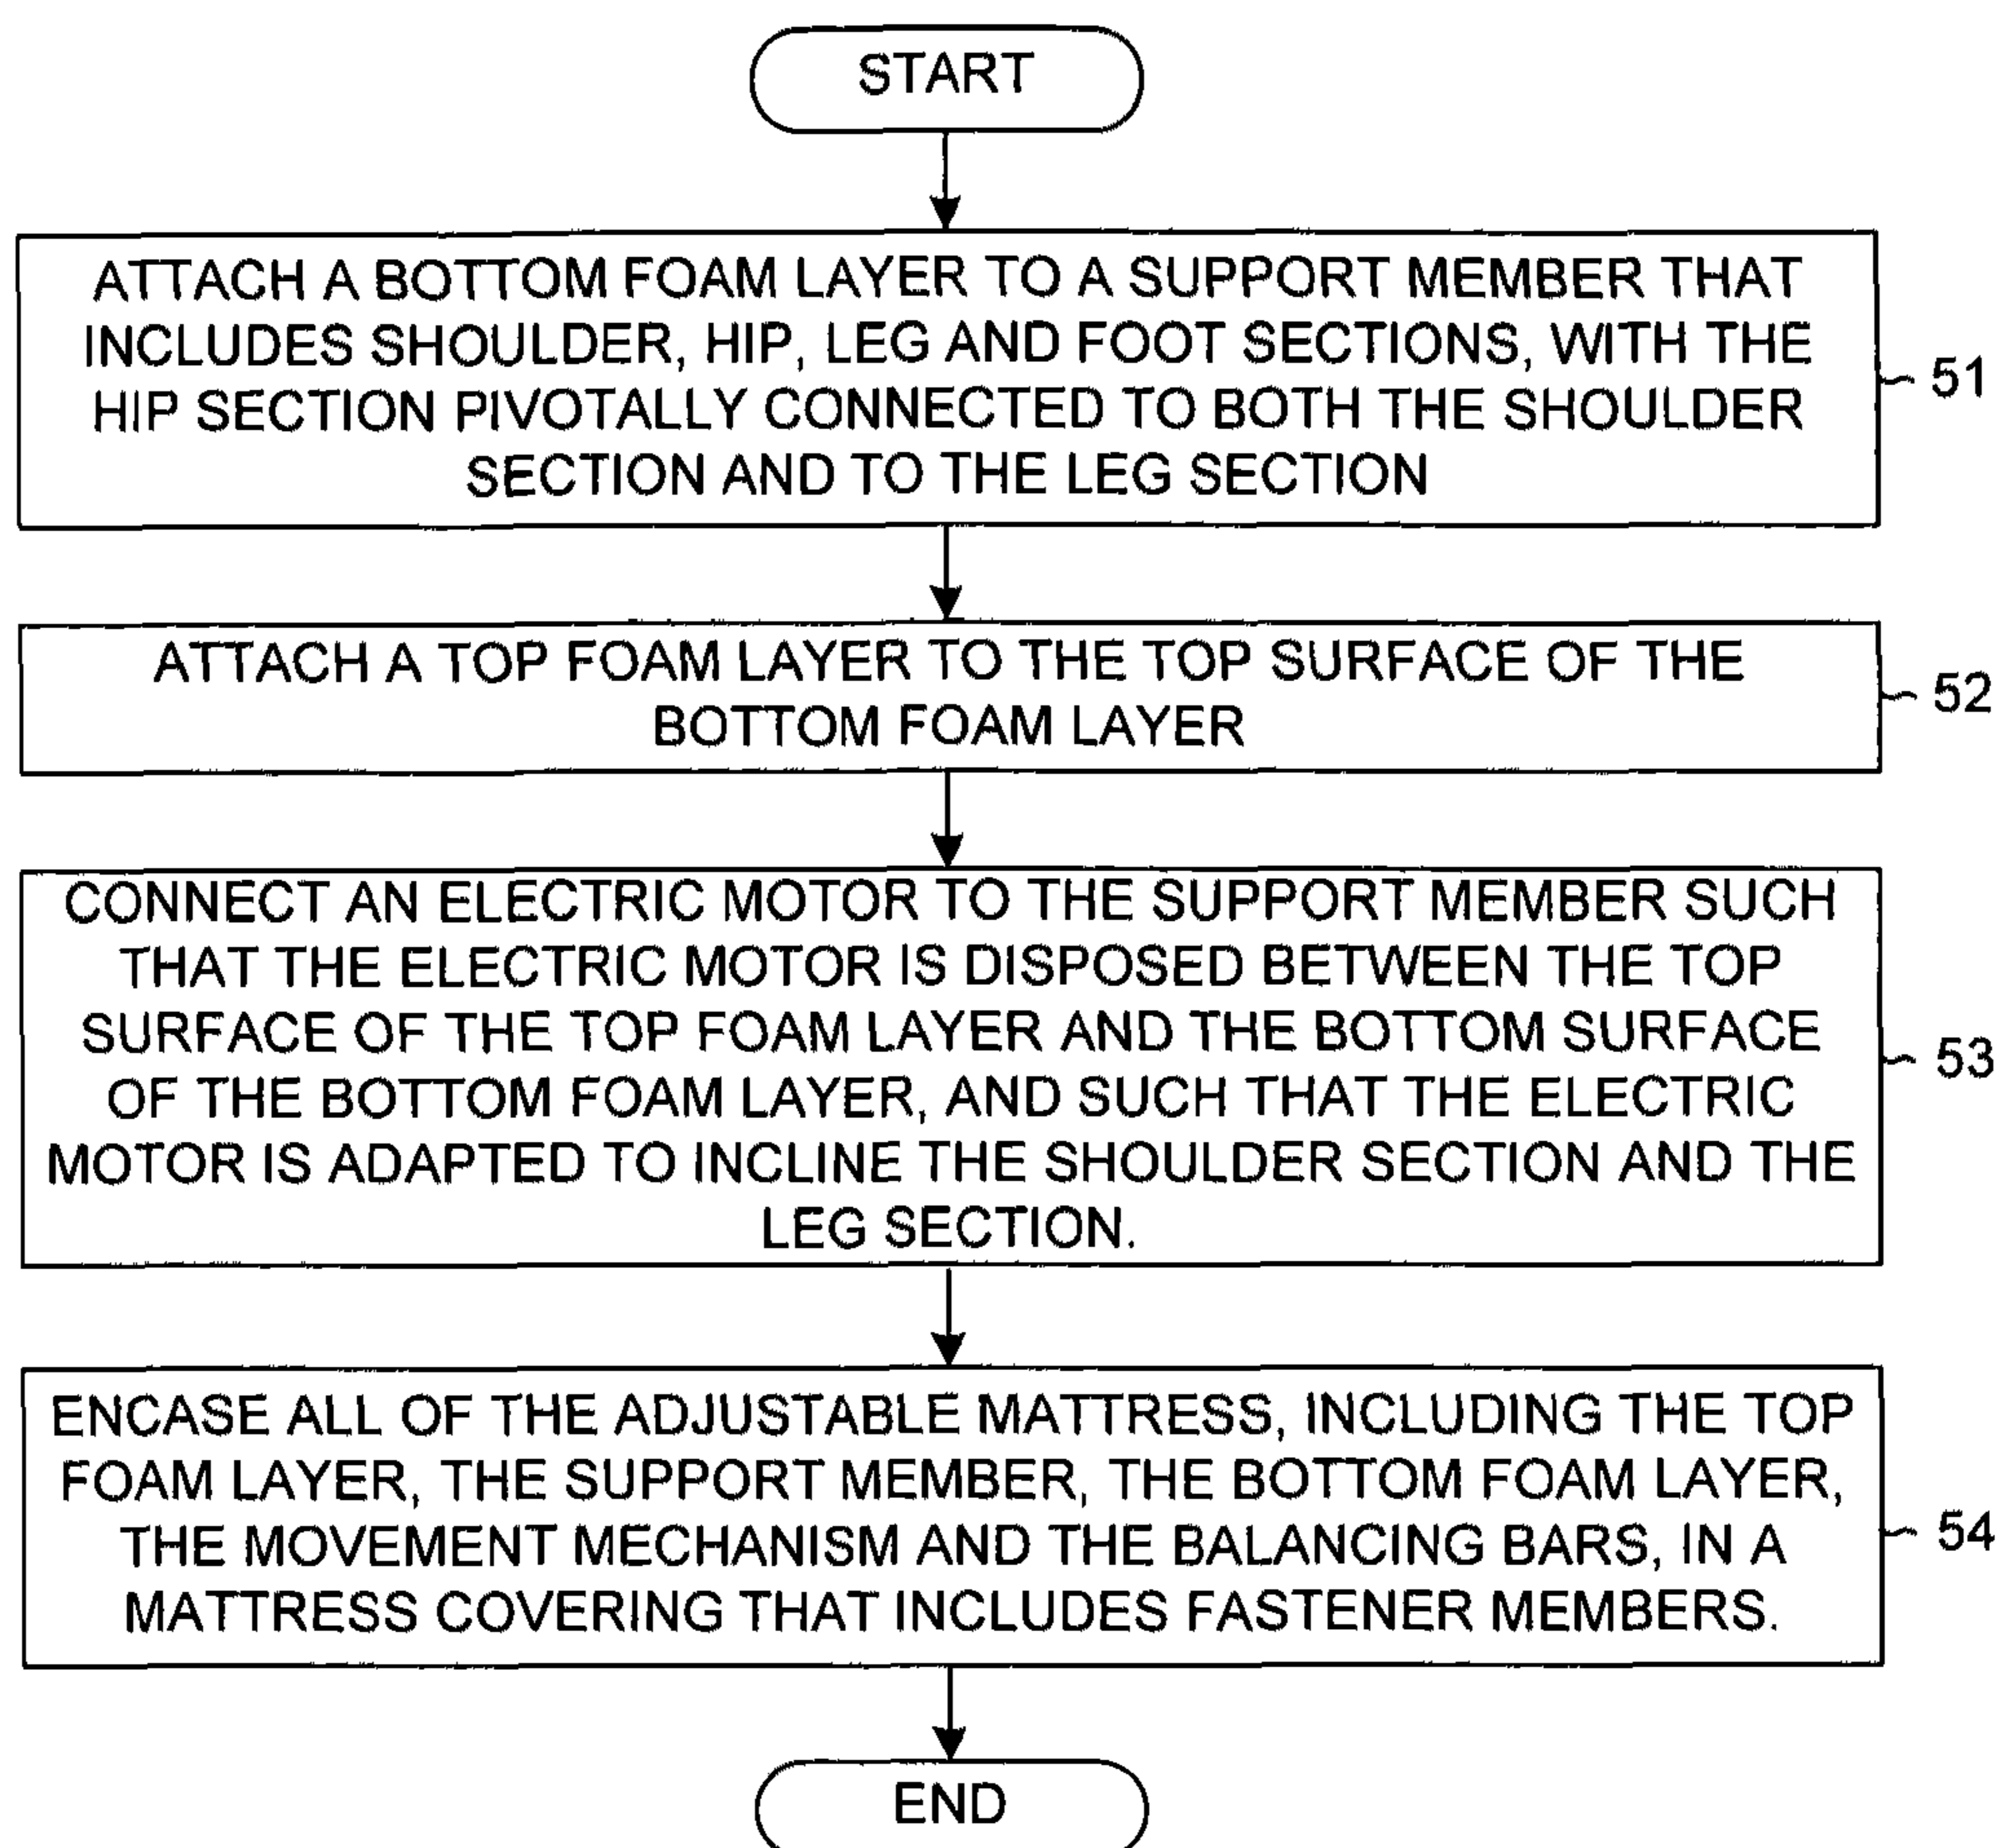 START
ATTACH A BOTTOM FOAM LAYER TO A SUPPORT MEMBER THAT
INCLUDES SHOULDER, HIP, LEG AND FOOT SECTIONS, WITH THE
HIP SECTION PIVOTALLY CONNECTED TO BOTH THE SHOULDER
SECTION AND TO THE LEG SECTION
51
ATTACH A TOP FOAM LAYER TO THE TOP SURFACE OF THE
BOTTOM FOAM LAYER
52
CONNECT AN ELECTRIC MOTOR TO THE SUPPORT MEMBER SUCH
THAT THE ELECTRIC MOTOR IS DISPOSED BETWEEN THE TOP
SURFACE OF THE TOP FOAM LAYER AND THE BOTTOM SURFACE
OF THE BOTTOM FOAM LAYER, AND SUCH THAT THE ELECTRIC
MOTOR IS ADAPTED TO INCLINE THE SHOULDER SECTION AND THE
LEG SECTION.
53
ENCASE ALL OF THE ADJUSTABLE MATTRESS, INCLUDING THE TOP
FOAM LAYER, THE SUPPORT MEMBER, THE BOTTOM FOAM LAYER,
THE MOVEMENT MECHANISM AND THE BALANCING BARS, IN A
MATTRESS COVERING THAT INCLUDES FASTENER MEMBERS.
54
END